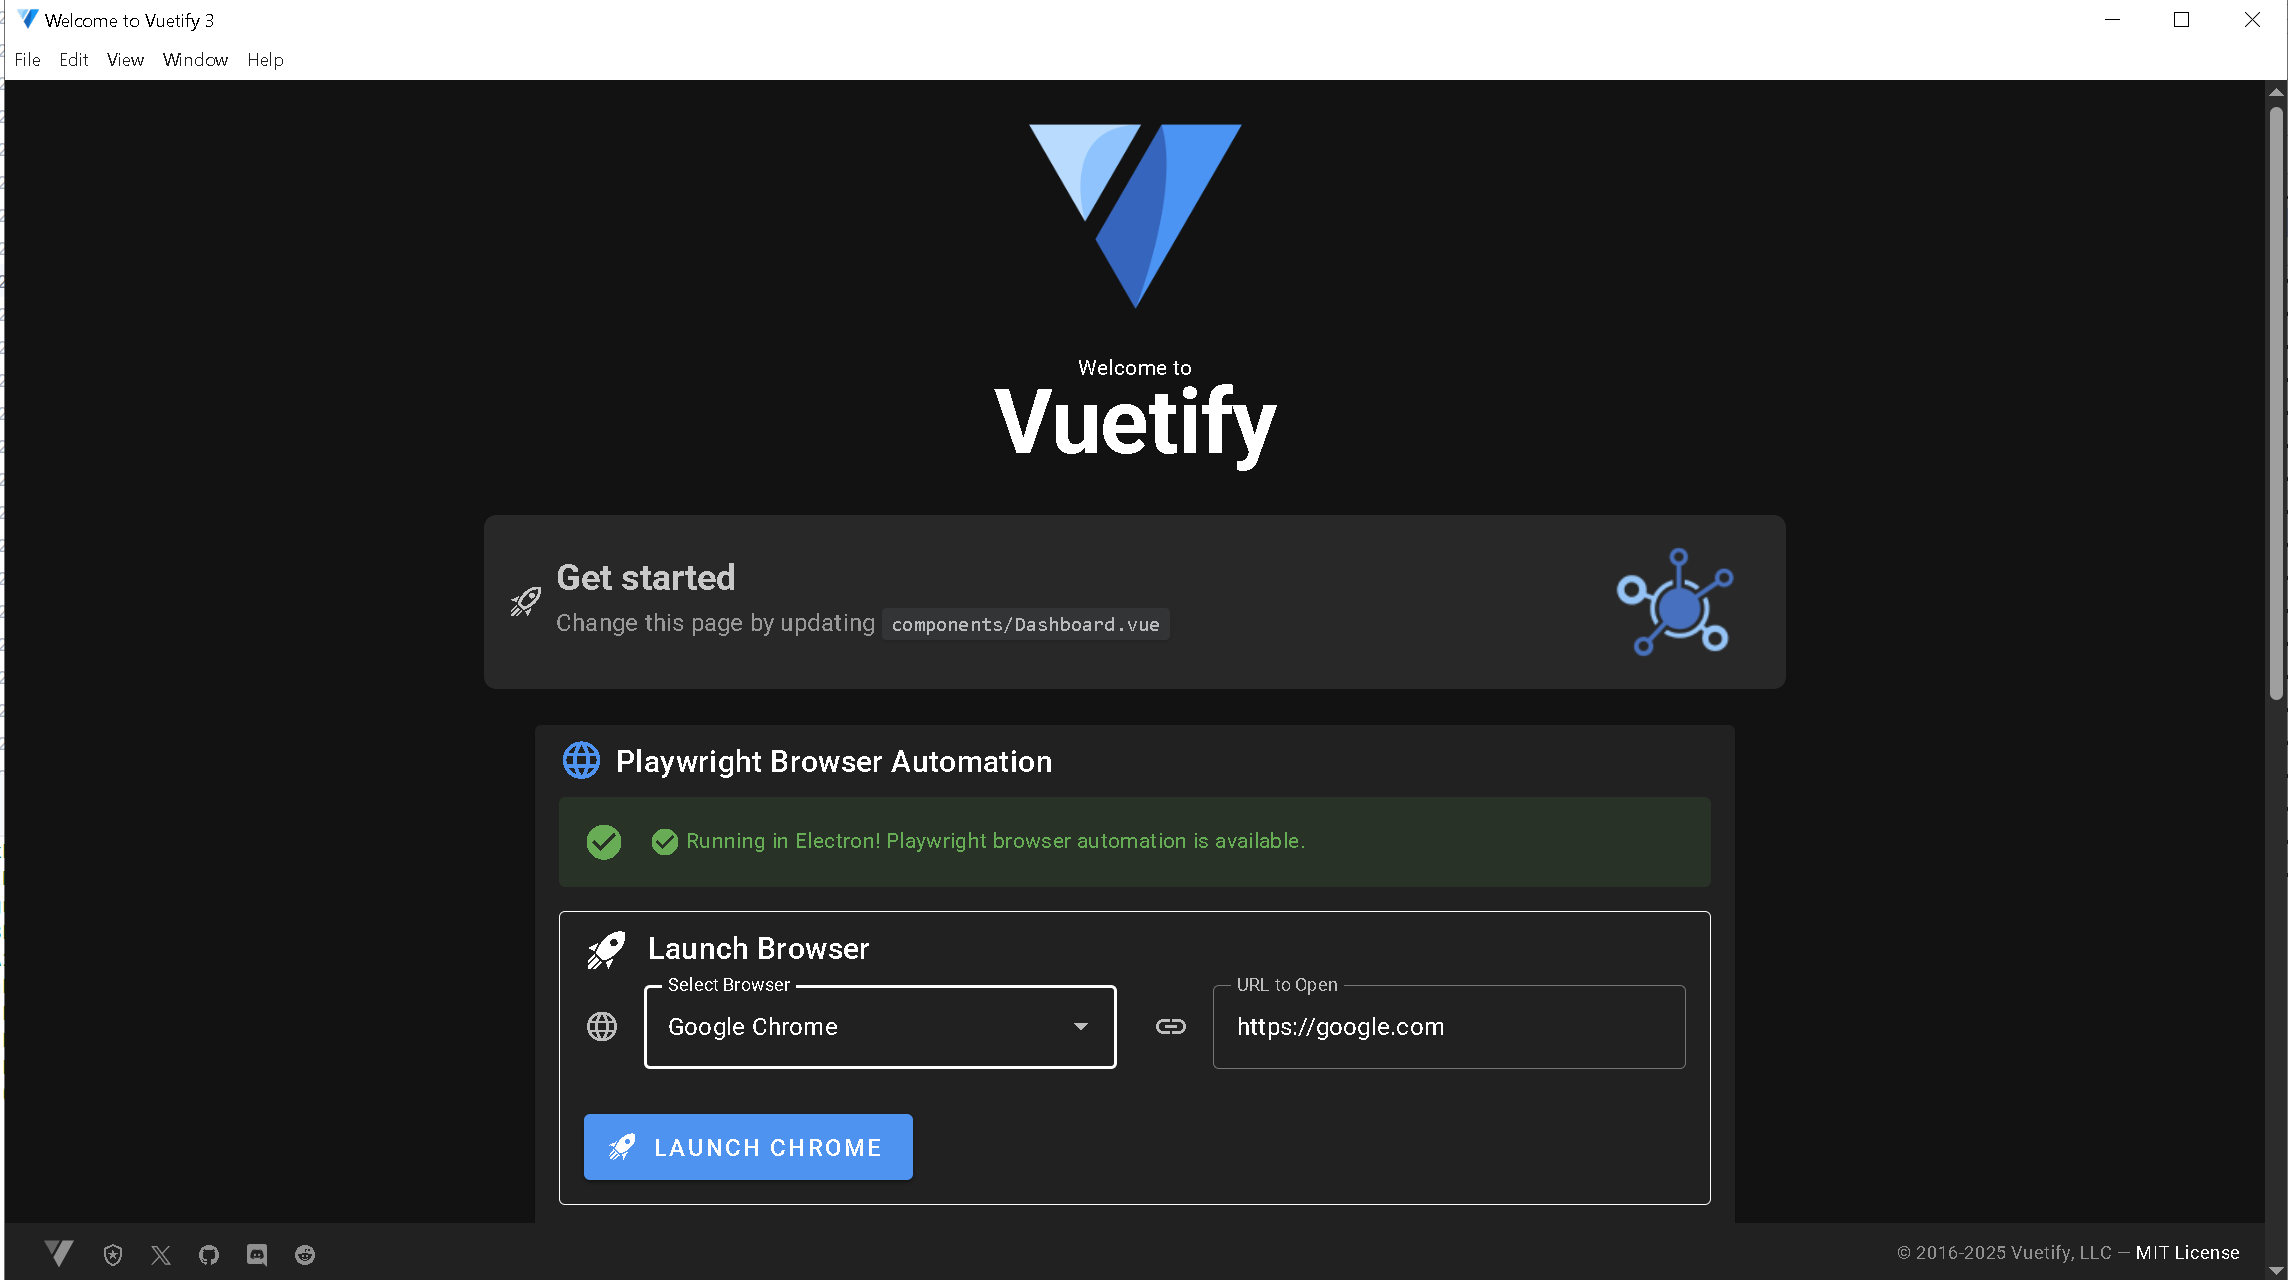 Welcome to Vuetify 3
File Edit View Window Help
Welcome to
Vuetify
Get started
Change this page by updating components/Dashboard.vue
Playwright Browser Automation
Running in Electron! Playwright browser automation is available.
Launch Browser
Select Browser
Google Chrome
URL to Open
https://google.com
LAUNCH CHROME
© 2016-2025 Vuetify, LLC — MIT License